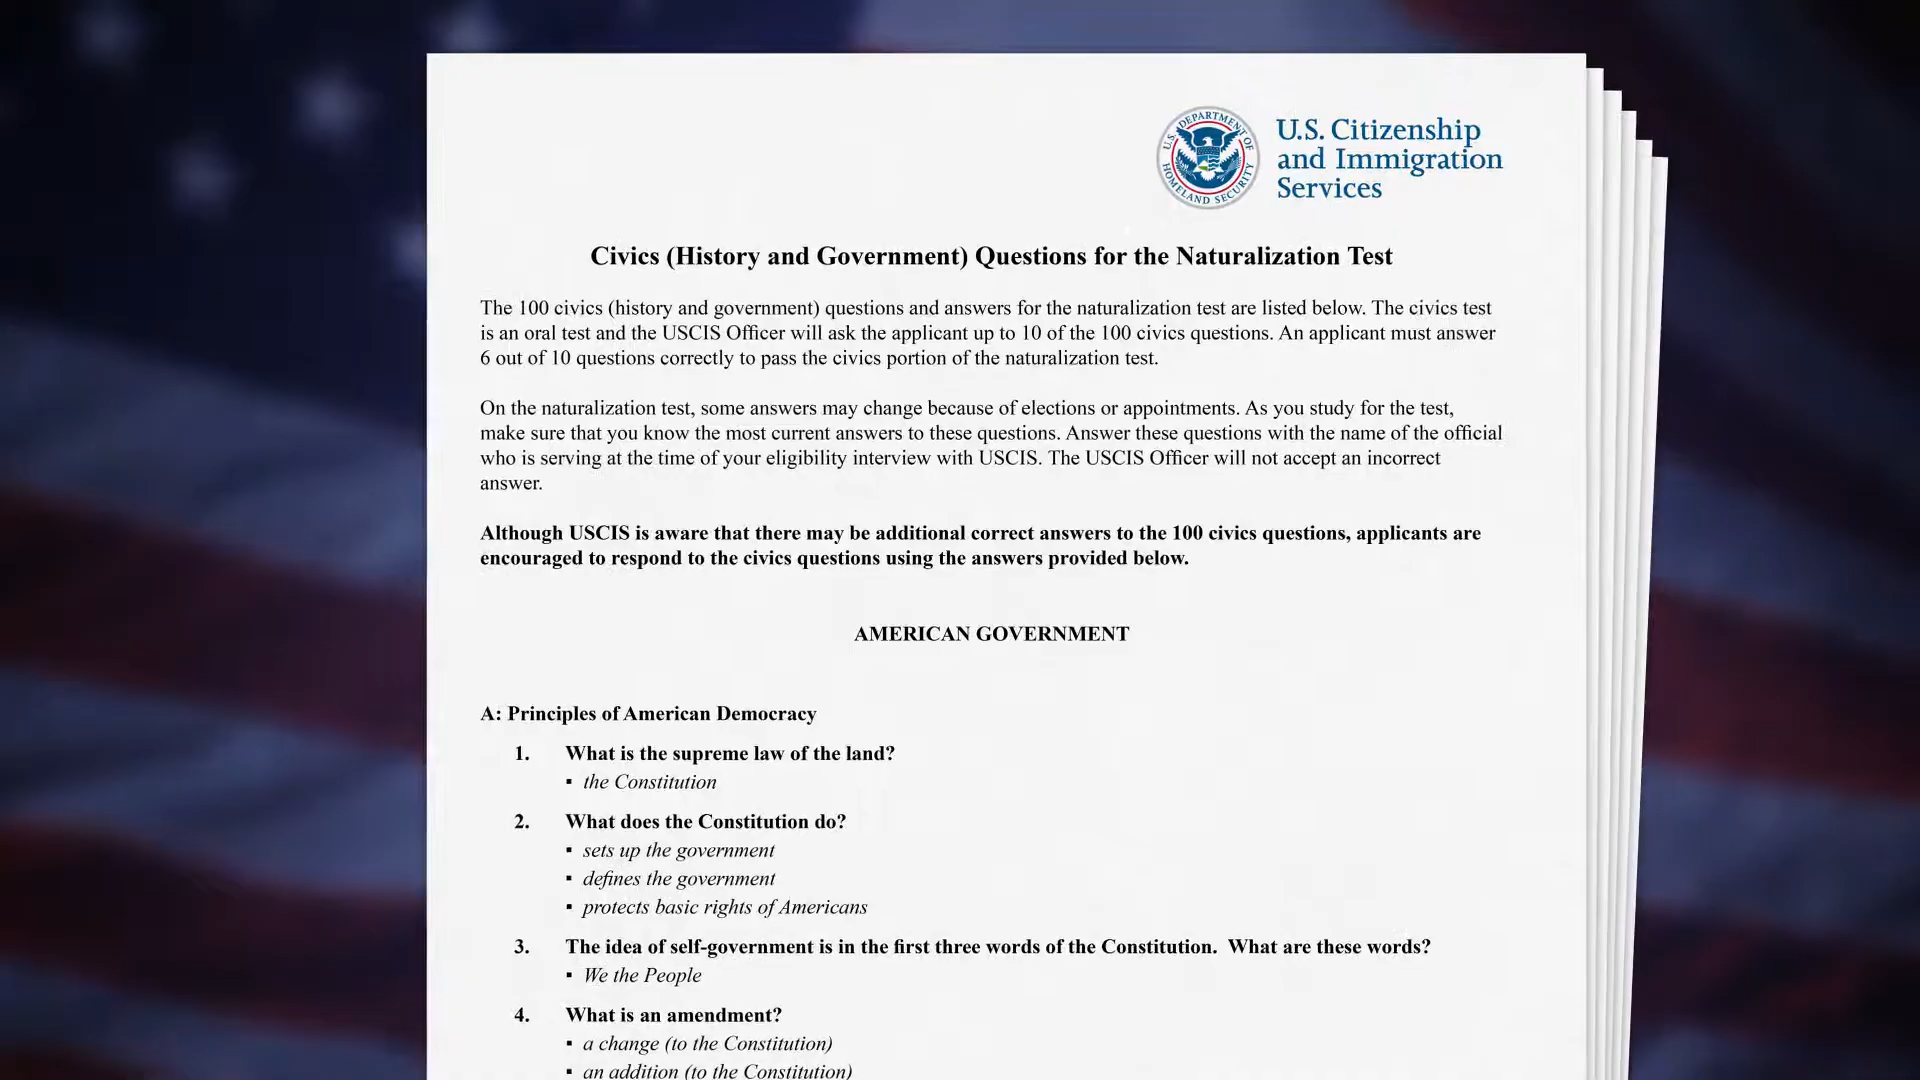 U.S. DEPARTMENT OF
HOMELAND SECURITY
U.S. Citizenship
and Immigration
Services
Civics (History and Government) Questions for the Naturalization Test
The 100 civics (history and government) questions and answers for the naturalization test are listed below. The civics test
is an oral test and the USCIS Officer will ask the applicant up to 10 of the 100 civics questions. An applicant must answer
6 out of 10 questions correctly to pass the civics portion of the naturalization test.
On the naturalization test, some answers may change because of elections or appointments. As you study for the test,
make sure that you know the most current answers to these questions. Answer these questions with the name of the official
who is serving at the time of your eligibility interview with USCIS. The USCIS Officer will not accept an incorrect
answer.
Although USCIS is aware that there may be additional correct answers to the 100 civics questions, applicants are
encouraged to respond to the civics questions using the answers provided below.
AMERICAN GOVERNMENT
A: Principles of American Democracy
1. What is the supreme law of the land?
▪ the Constitution
2. What does the Constitution do?
▪ sets up the government
▪ defines the government
▪ protects basic rights of Americans
3. The idea of self-government is in the first three words of the Constitution. What are these words?
▪ We the People
4. What is an amendment?
▪ a change (to the Constitution)
▪ an addition (to the Constitution)